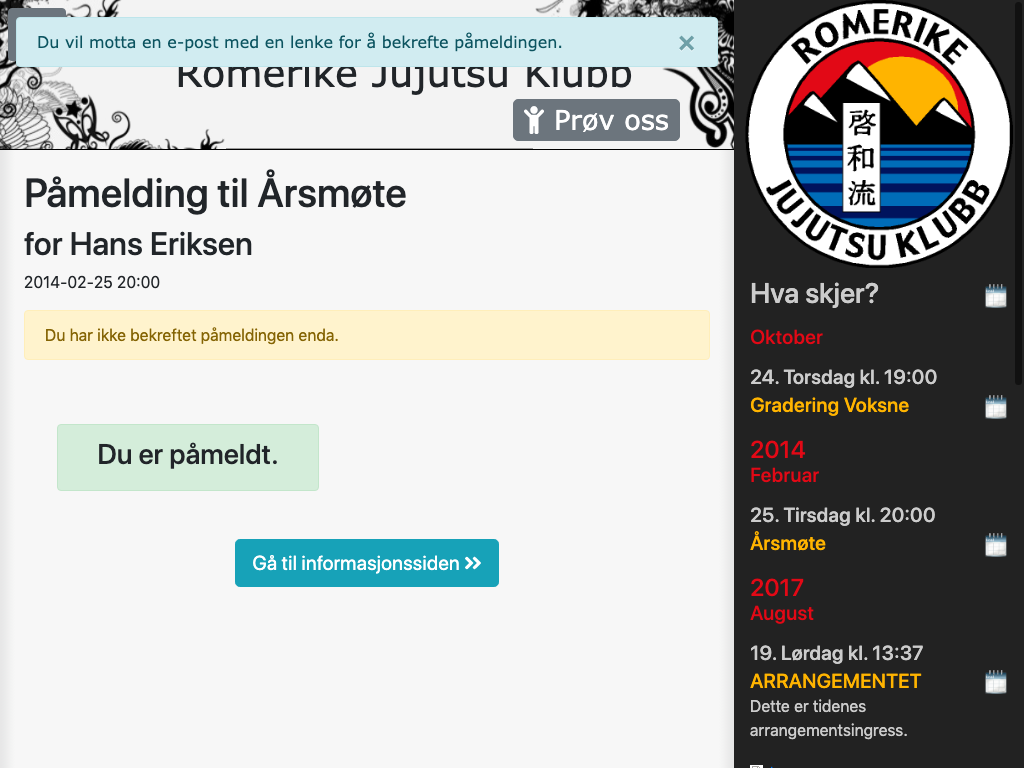 Du vil motta en e-post med en lenke for å bekrefte påmeldingen.
×
Romerike Jujutsu Klubb
Prøv oss
Påmelding til Årsmøte
for Hans Eriksen
2014-02-25 20:00
Du har ikke bekreftet påmeldingen enda.
Du er påmeldt.
Gå til informasjonssiden »
ROMERIKE
啓和流
JUJUTSU KLUBB
Hva skjer?
Oktober
24. Torsdag kl. 19:00
Gradering Voksne
2014
Februar
25. Tirsdag kl. 20:00
Årsmøte
2017
August
19. Lørdag kl. 13:37
ARRANGEMENTET
Dette er tidenes
arrangementsingress.